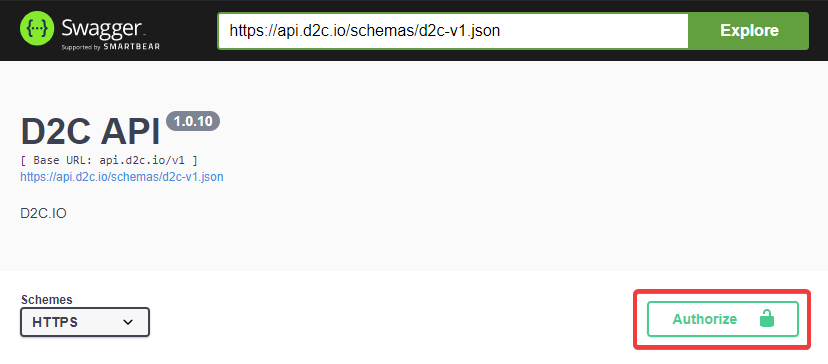 Swagger
Supported by SMARTBEAR
https://api.d2c.io/schemas/d2c-v1.json
Explore
D2C API 1.0.10
[ Base URL: api.d2c.io/v1 ]
https://api.d2c.io/schemas/d2c-v1.json
D2C.IO
Schemes
HTTPS
Authorize